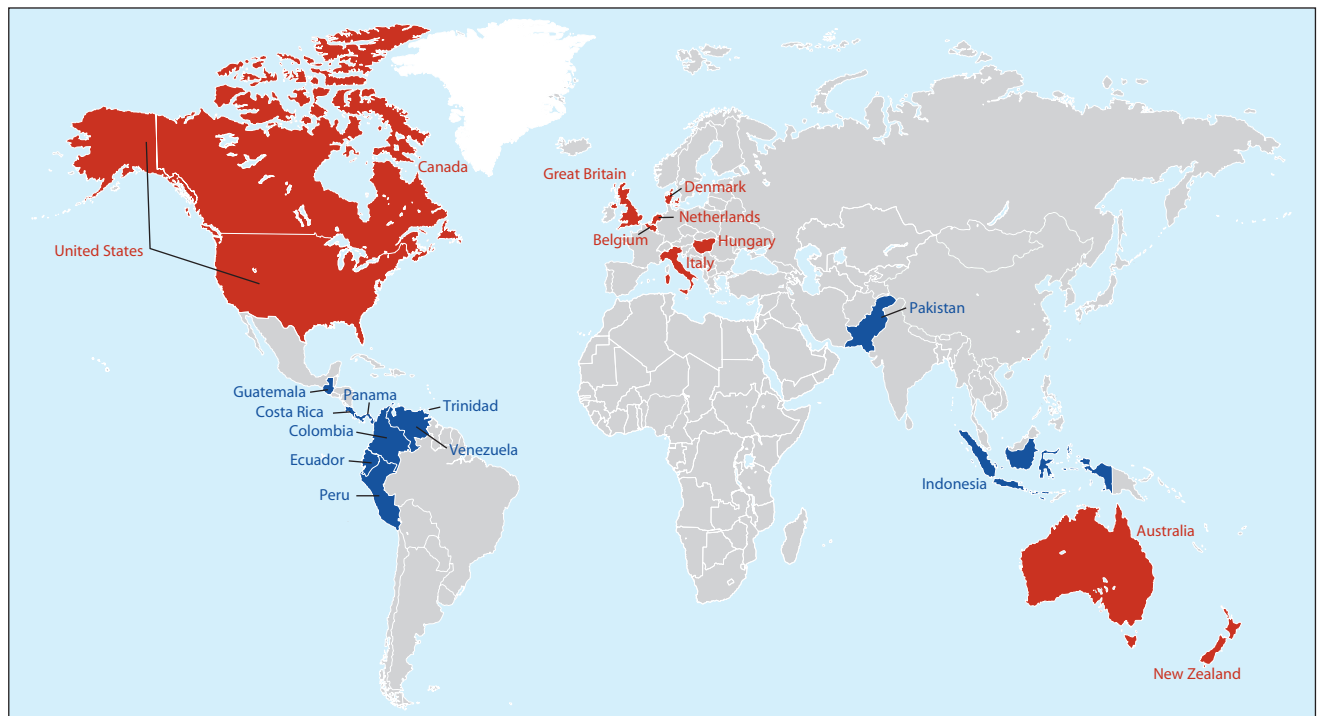 Canada
Great Britain
Denmark
Netherlands
Belgium
Hungary
United States
Italy
Pakistan
Guatemala
Panama
Costa Rica
Trinidad
Colombia
Venezuela
Ecuador
Indonesia
Peru
Australia
New Zealand